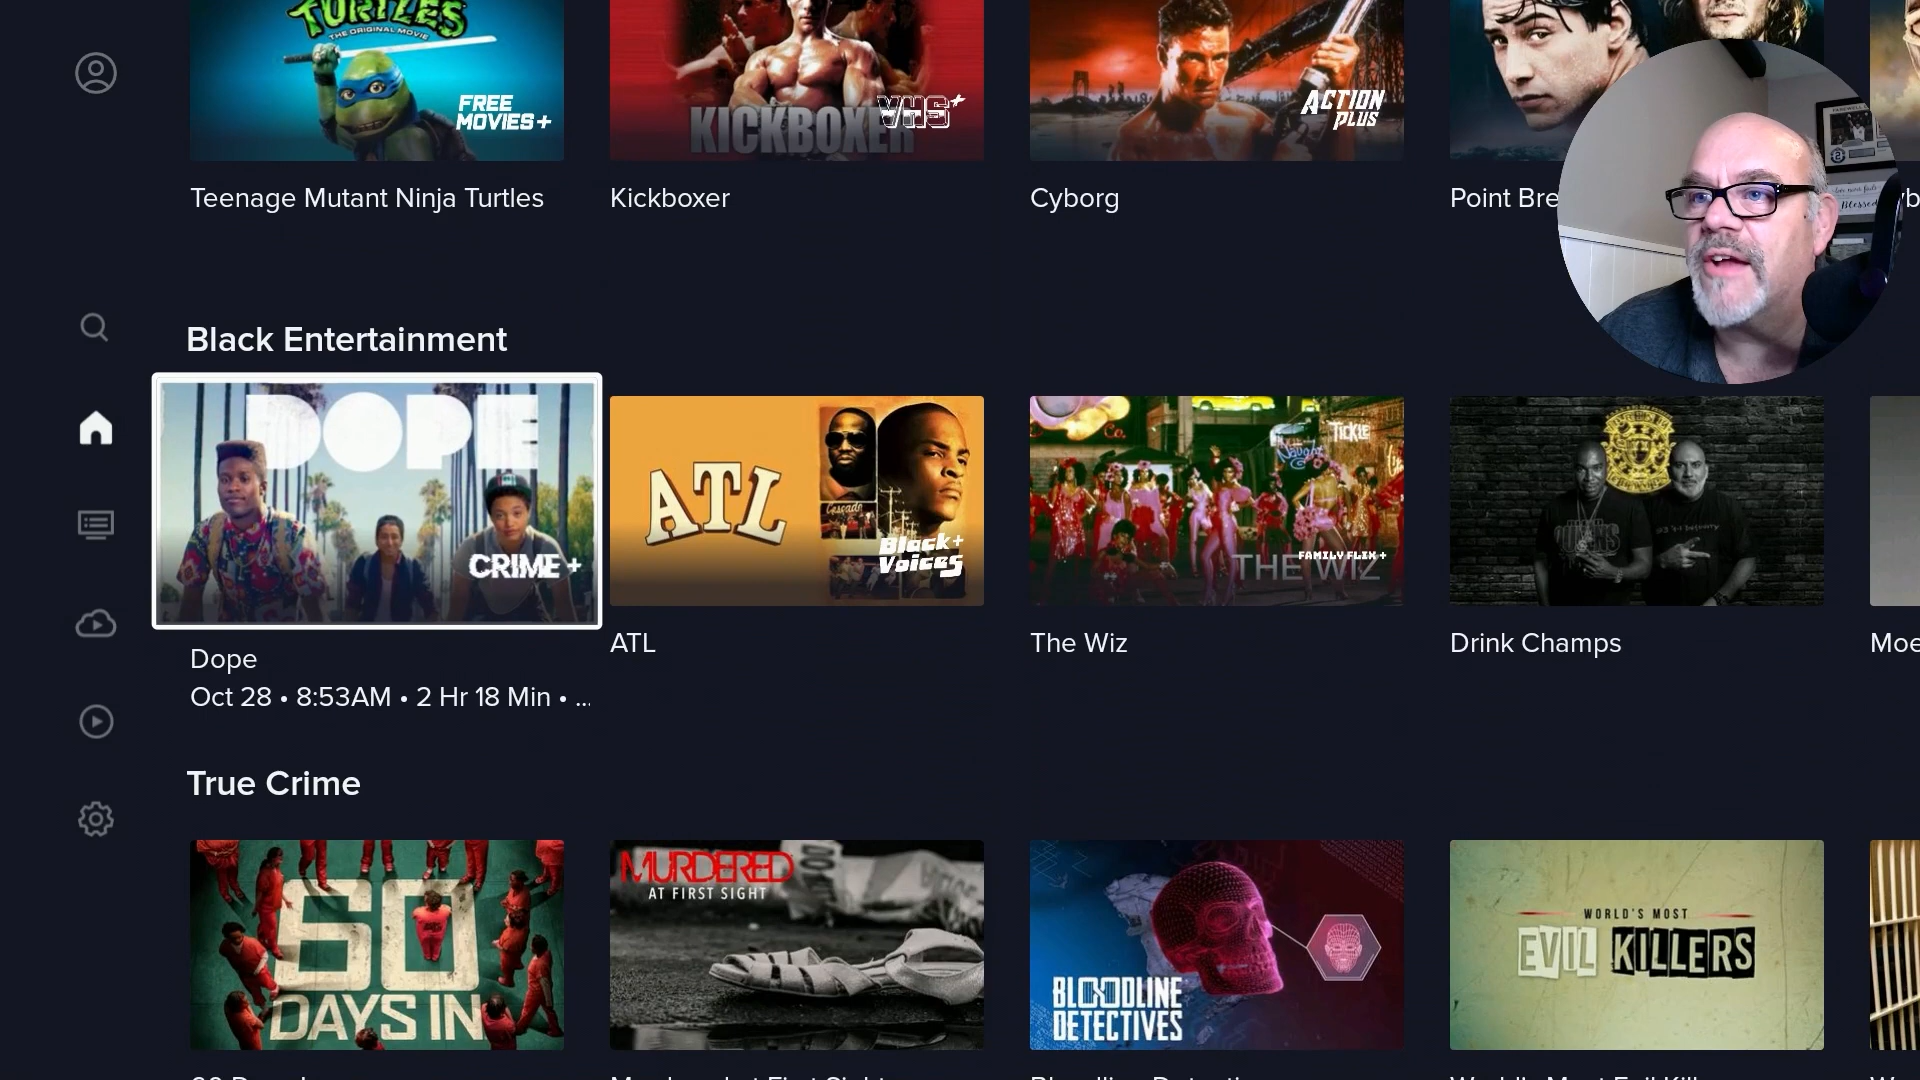 TURTLES
THE ORIGINAL MOVIE
FREE
MOVIES+
KICKBOXER
VHS+
ACTION
PLUS
Teenage Mutant Ninja Turtles
Kickboxer
Cyborg
Point Bre
Blessed
Black Entertainment
DOPE
CRIME+
ATL
Black+
Voices
TICKLE
THE WIZ
FAMILY FLIX+
Dope
Oct 28 • 8:53AM • 2 Hr 18 Min • ...
ATL
The Wiz
Drink Champs
Moe
True Crime
60
DAYS IN
MURDERED
AT FIRST SIGHT
BLOODLINE
DETECTIVES
WORLD'S MOST
EVIL KILLERS